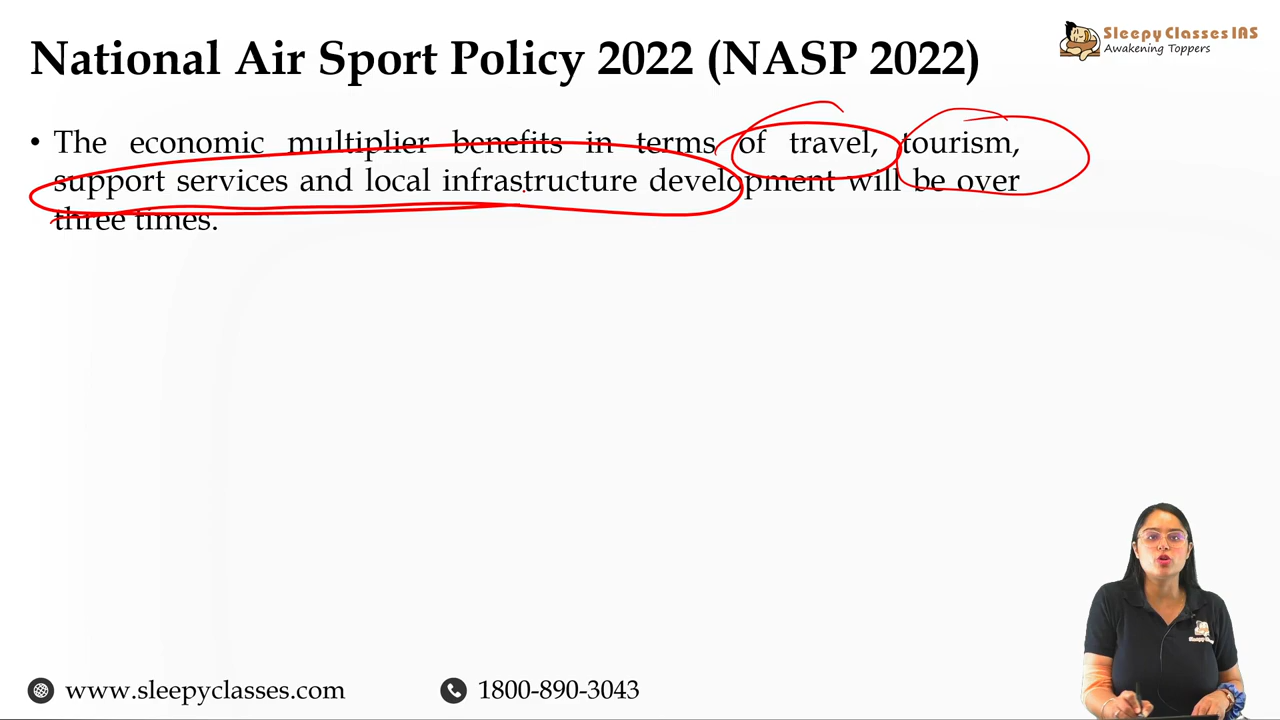 National Air Sport Policy 2022 (NASP 2022)
Sleepy Classes IAS
Awakening Toppers
• The economic multiplier benefits in terms of travel, tourism,
support services and local infrastructure development will be over
three times.
www.sleepyclasses.com
1800-890-3043